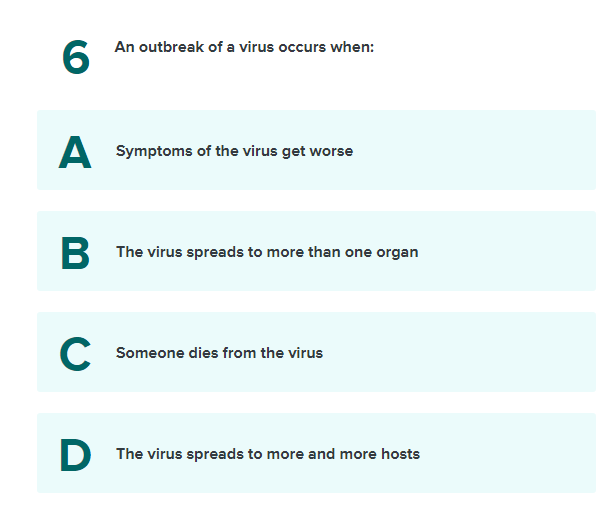 6 An outbreak of a virus occurs when:
A Symptoms of the virus get worse
B The virus spreads to more than one organ
C Someone dies from the virus
D The virus spreads to more and more hosts